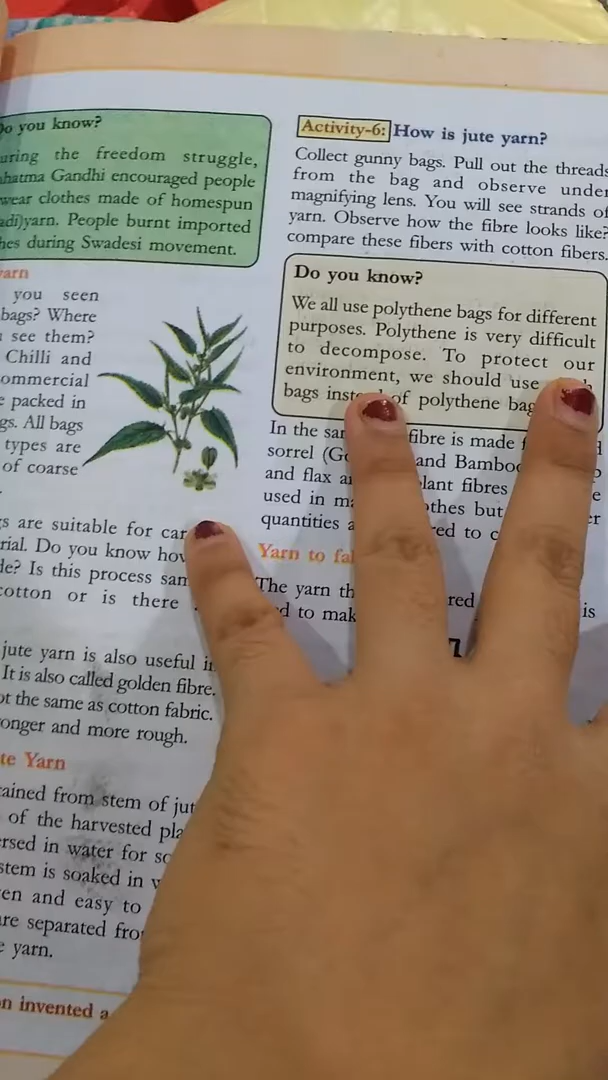 Do you know?
uring the freedom struggle,
hatma Gandhi encouraged people
wear clothes made of homespun
adi)yarn. People burnt imported
hes during Swadesi movement.
arn
you seen
bags? Where
see them?
Chilli and
ommercial
e packed in
gs. All bags
types are
of coarse
s are suitable for car
rial. Do you know how
de? Is this process sam
cotton or is there
jute yarn is also useful in
It is also called golden fibre.
ot the same as cotton fabric.
onger and more rough.
te Yarn
ained from stem of jut
of the harvested pla
ersed in water for so
stem is soaked in w
en and easy to
are separated fro
e yarn.
on invented a
Activity-6: How is jute yarn?
Collect gunny bags. Pull out the threads
from the bag and observe under
magnifying lens. You will see strands of
yarn. Observe how the fibre looks like?
compare these fibers with cotton fibers.
Do you know?
We all use polythene bags for different
purposes. Polythene is very difficult
to decompose. To protect our
environment, we should use
bags instead of polythene bag
In the sam fibre is made f
sorrel (Go and Bamboo
and flax a plant fibres
used in ma othes but
quantities a red to c
Yarn to fa
The yarn th red is
d to mak